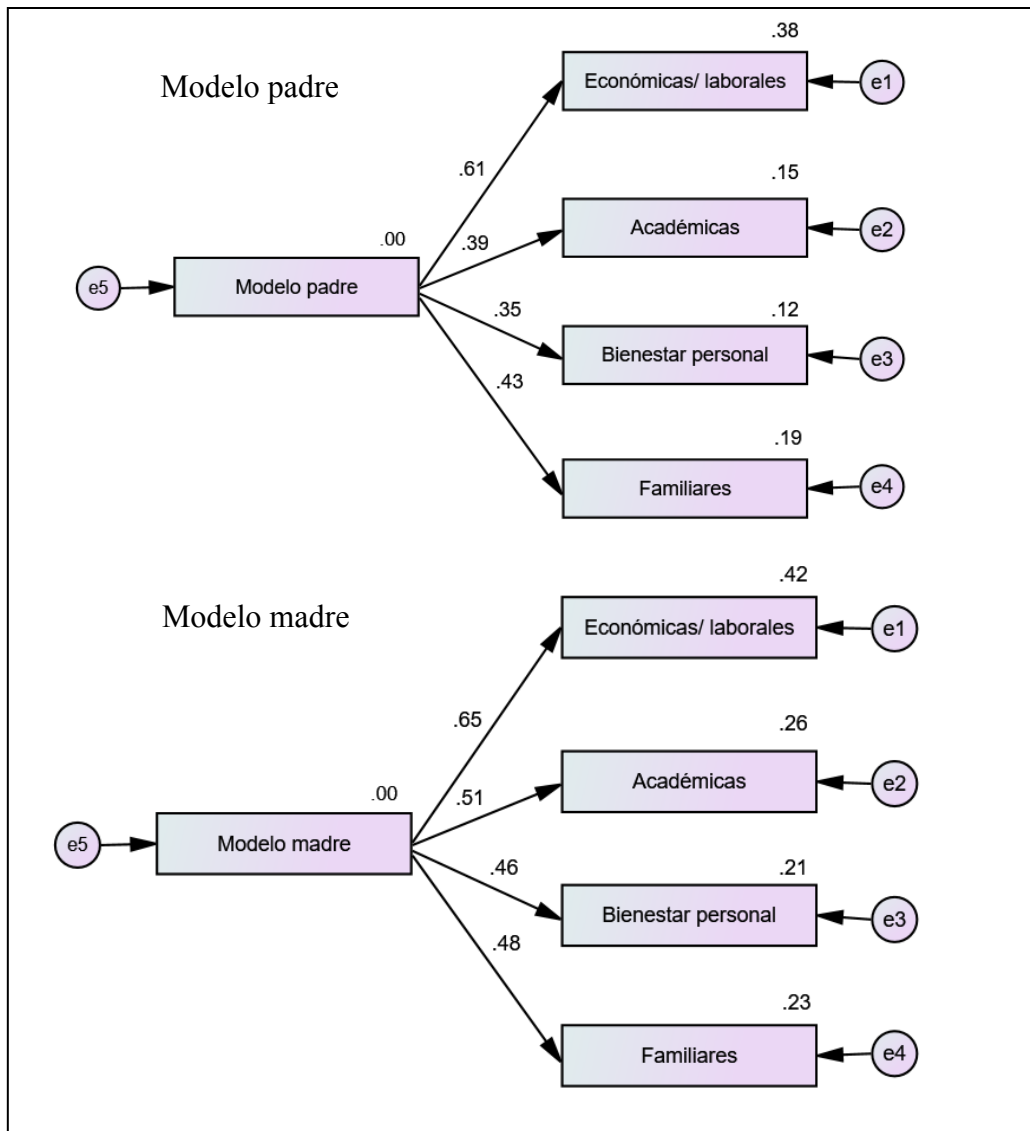 .38
Modelo padre
Económicas/ laborales
e1
.61
.15
Académicas
e2
.00
.39
e5
Modelo padre
.35
.12
Bienestar personal
e3
.43
.19
Familiares
e4
.42
Modelo madre
Económicas/ laborales
e1
.65
.26
Académicas
e2
.00
.51
e5
Modelo madre
.46
.21
Bienestar personal
e3
.48
.23
Familiares
e4